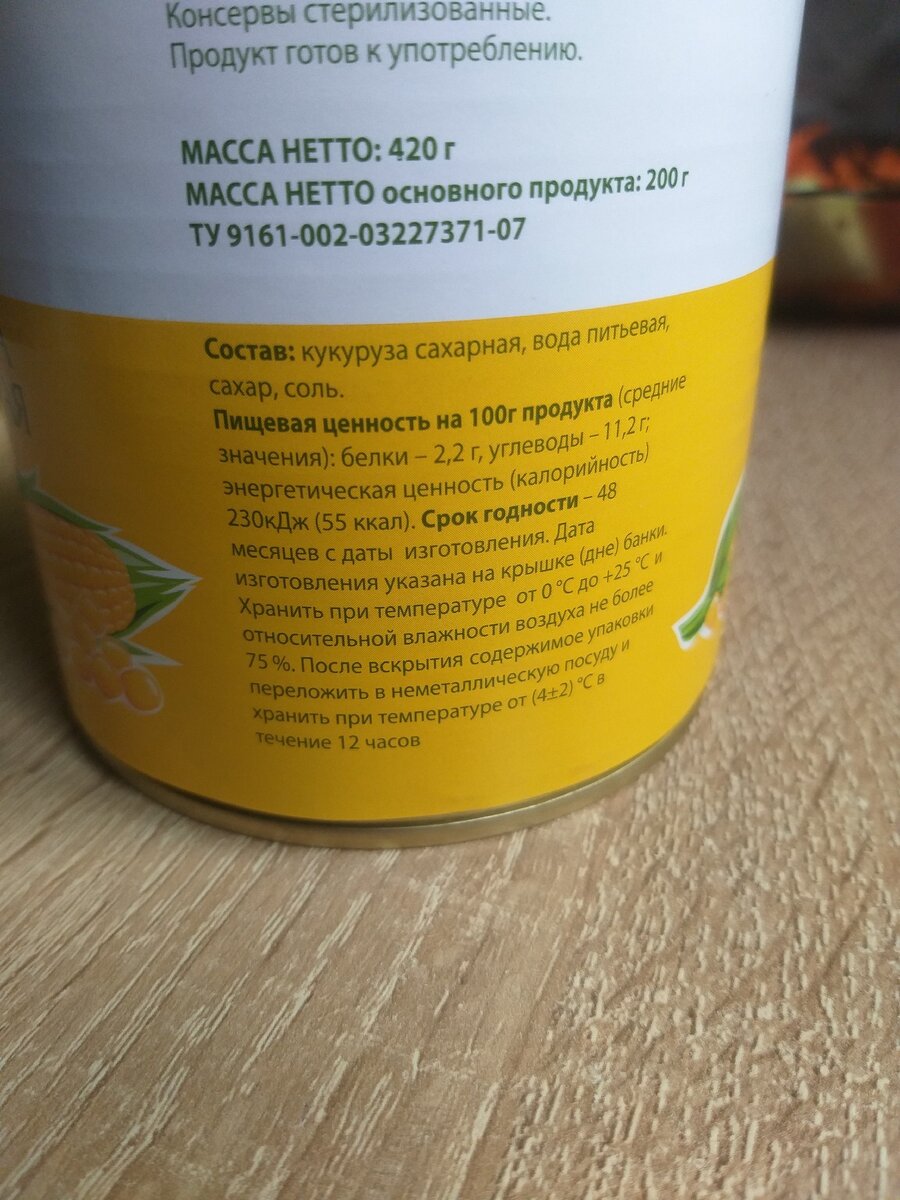 Консервы стерилизованные.
Продукт готов к употреблению.
МАССА НЕТТО: 420 г
МАССА НЕТТО основного продукта: 200 г
ТУ 9161-002-03227371-07
Состав: кукуруза сахарная, вода питьевая,
сахар, соль.
Пищевая ценность на 100г продукта (средние
значения): белки – 2,2 г, углеводы – 11,2 г;
энергетическая ценность (калорийность)
230кДж (55 ккал). Срок годности – 48
месяцев с даты изготовления. Дата
изготовления указана на крышке (дне) банки.
Хранить при температуре от 0 °С до +25 °С и
относительной влажности воздуха не более
75 %. После вскрытия содержимое упаковки
переложить в неметаллическую посуду и
хранить при температуре от (4±2) °С в
течение 12 часов